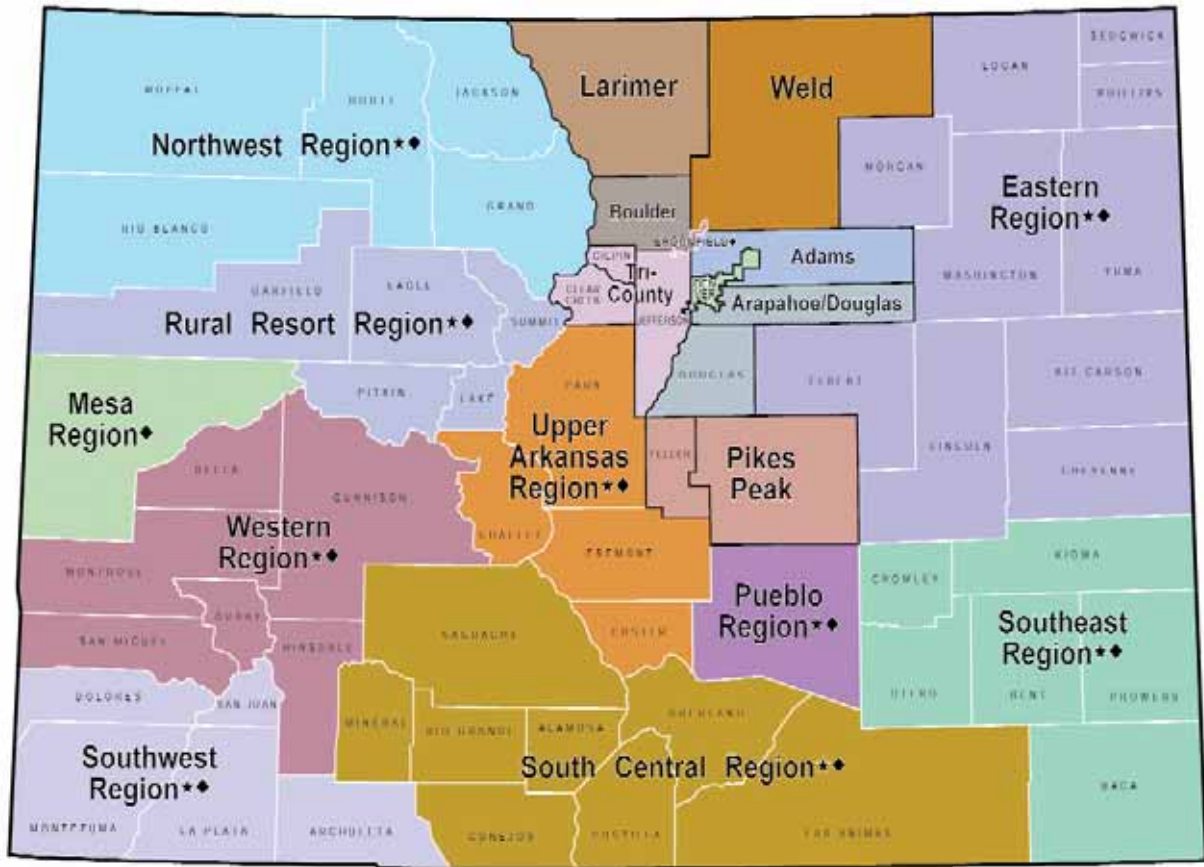 SEDGWICK
LOGAN
MOFFAT
ROUTT
JACKSON
Larimer
Weld
PHILLIPS
Northwest Region★◆
MORGAN
Eastern
Region★◆
GRAND
Boulder
RIO BLANCO
BROOMFIELD◆
GILPIN
Adams
WASHINGTON
YUMA
Tri-
County
CLEAR
CREEK
GARFIELD
EAGLE
Arapahoe/Douglas
Rural Resort Region★◆
SUMMIT
JEFFERSON
PARK
DOUGLAS
ELBERT
KIT CARSON
PITKIN
LAKE
Mesa
Region◆
Upper
Arkansas
Region★◆
LINCOLN
TELLER
Pikes
Peak
DELTA
CHEYENNE
GUNNISON
Western
Region★◆
CHAFFEE
FREMONT
KIOWA
MONTROSE
CROWLEY
Pueblo
Region★◆
OURAY
Southeast
Region★◆
SAGUACHE
CUSTER
SAN MIGUEL
HINSDALE
DOLORES
SAN JUAN
OTERO
BENT
PROWERS
MINERAL
RIO GRANDE
ALAMOSA
HUERFANO
Southwest
Region★◆
South Central Region★◆
BACA
MONTEZUMA
LA PLATA
ARCHULETA
CONEJOS
COSTILLA
LAS ANIMAS